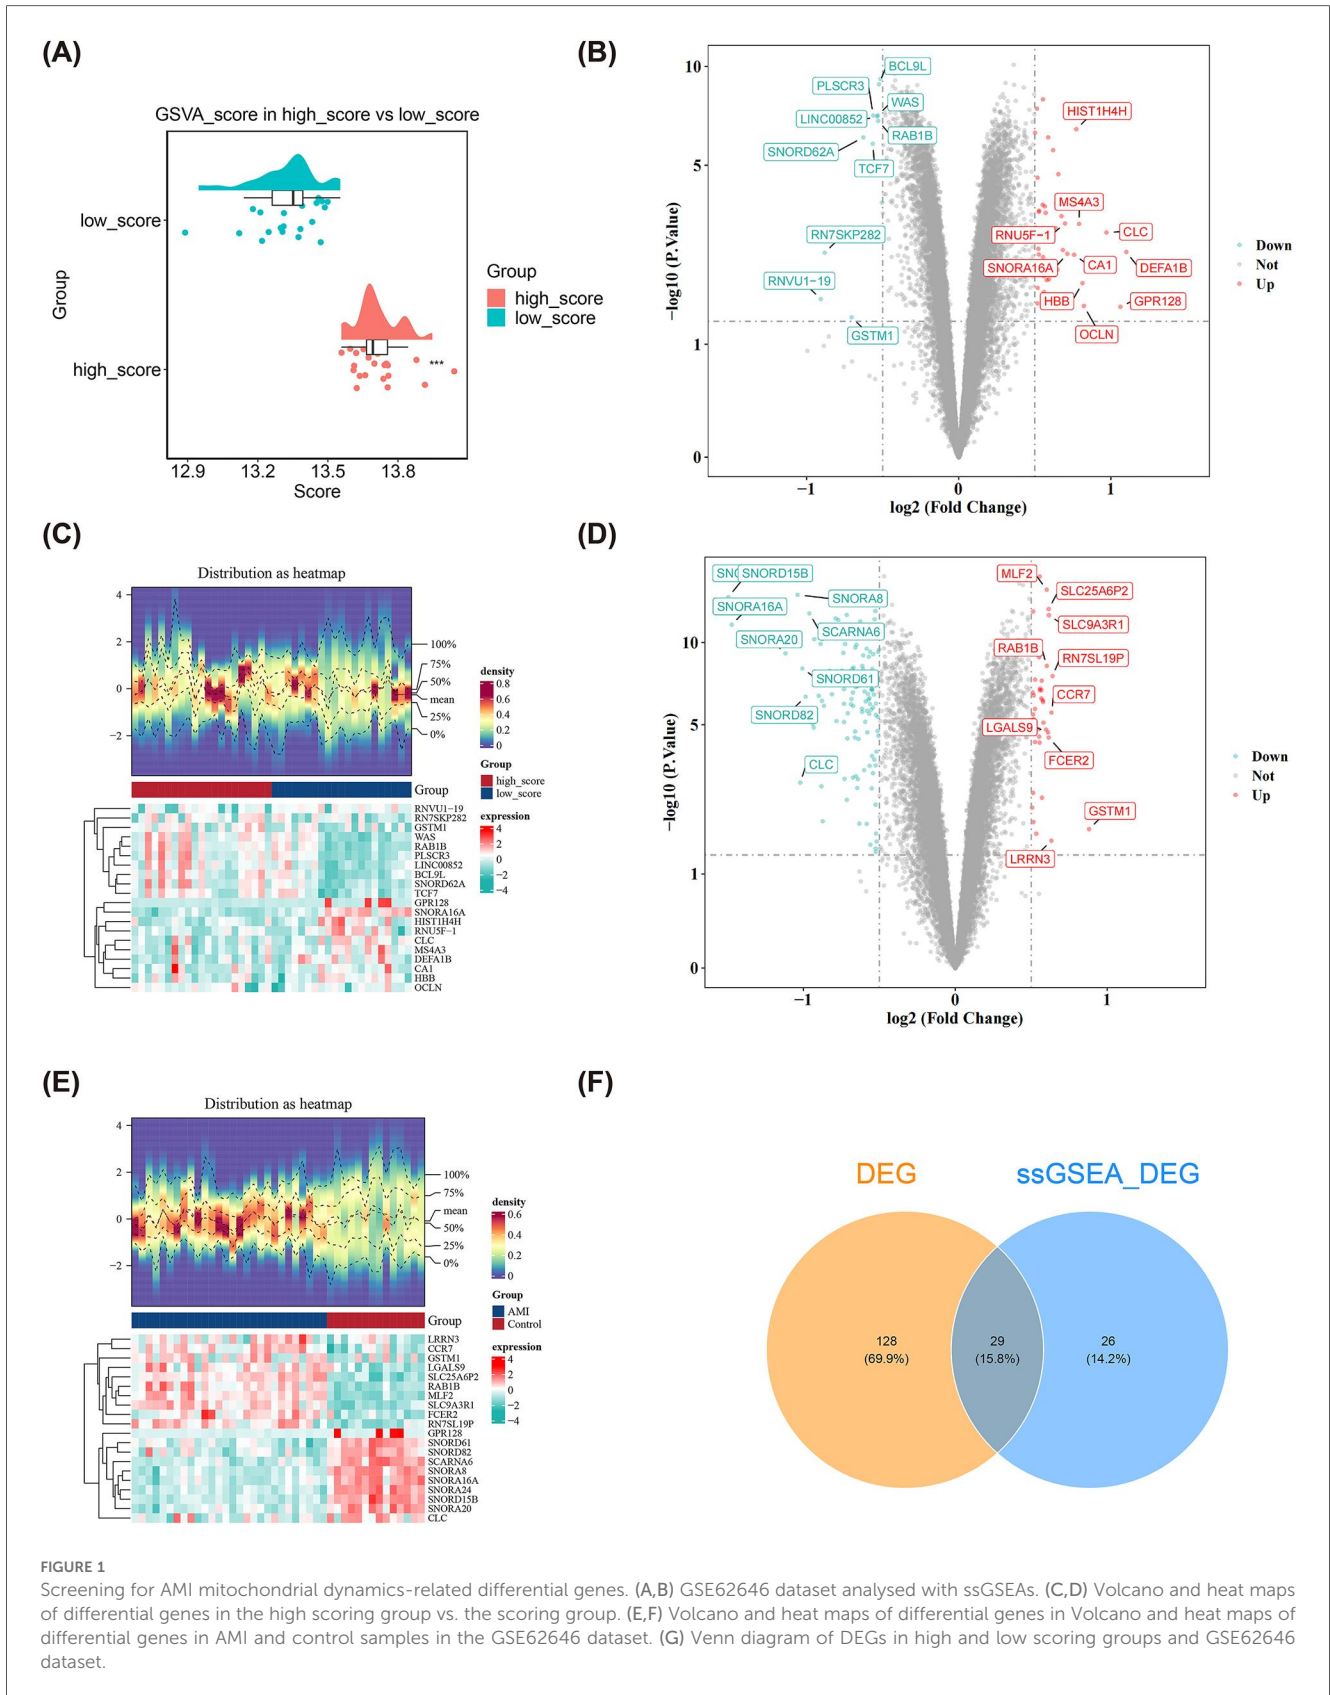 (A)
GSVA_score in high_score vs low_score
low_score
high_score
Group
***
12.9 13.2 13.5 13.8
Score
Group
high_score
low_score
(B)
10
5
1
0
−log10 (P.Value)
BCL9L
PLSCR3
WAS
LINC00852
RAB1B
SNORD62A
TCF7
RN7SKP282
RNVU1−19
GSTM1
HIST1H4H
MS4A3
RNU5F−1
CLC
SNORA16A
CA1
DEFA1B
HBB
GPR128
OCLN
−1 0 1
log2 (Fold Change)
Down
Not
Up
(C)
Distribution as heatmap
4
2
0
−2
100%
75%
50%
mean
25%
0%
density
0.8
0.6
0.4
0.2
0
Group
high_score
low_score
Group
expression
4
2
0
−2
−4
RNVU1−19
RN7SKP282
GSTM1
WAS
RAB1B
PLSCR3
LINC00852
BCL9L
SNORD62A
TCF7
GPR128
SNORA16A
HIST1H4H
RNU5F−1
CLC
MS4A3
DEFA1B
CA1
HBB
OCLN
(D)
10
5
1
0
−log10 (P.Value)
SNORD15B
SNORA8
SNORA16A
SCARNA6
SNORA20
SNORD61
SNORD82
CLC
MLF2
SLC25A6P2
SLC9A3R1
RAB1B
RN7SL19P
CCR7
LGALS9
FCER2
GSTM1
LRRN3
−1 0 1
log2 (Fold Change)
Down
Not
Up
(E)
Distribution as heatmap
4
2
0
−2
100%
75%
mean
50%
25%
0%
density
0.6
0.4
0.2
0
Group
AMI
Control
Group
expression
4
2
0
−2
−4
LRRN3
CCR7
GSTM1
LGALS9
SLC25A6P2
RAB1B
MLF2
SLC9A3R1
FCER2
RN7SL19P
GPR128
SNORD61
SNORD82
SCARNA6
SNORA8
SNORA16A
SNORA24
SNORD15B
SNORA20
CLC
(F)
DEG
ssGSEA_DEG
128
(69.9%)
29
(15.8%)
26
(14.2%)
FIGURE 1
Screening for AMI mitochondrial dynamics-related differential genes. (A,B) GSE62646 dataset analysed with ssGSEAs. (C,D) Volcano and heat maps
of differential genes in the high scoring group vs. the scoring group. (E,F) Volcano and heat maps of differential genes in Volcano and heat maps of
differential genes in AMI and control samples in the GSE62646 dataset. (G) Venn diagram of DEGs in high and low scoring groups and GSE62646
dataset.